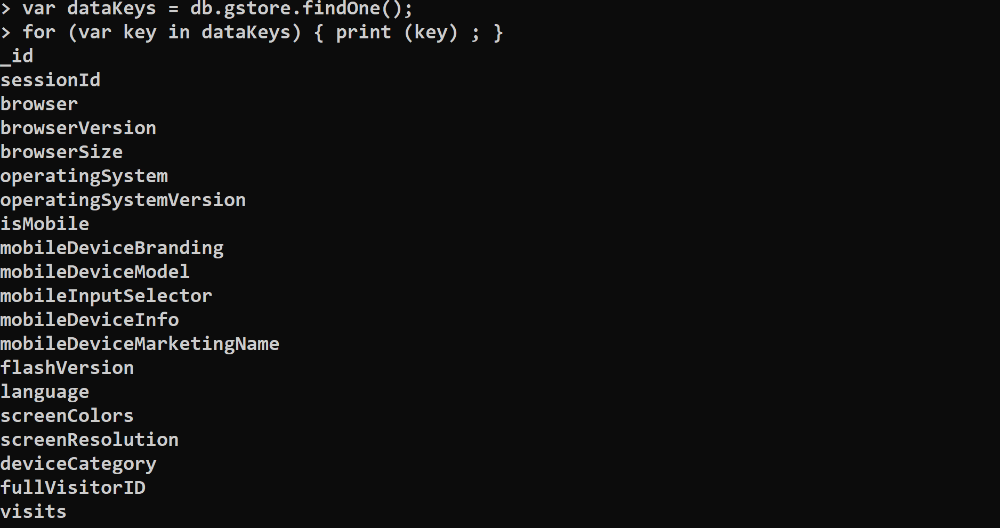 > var dataKeys = db.gstore.findOne();
> for (var key in dataKeys) { print (key) ; }
_id
sessionId
browser
browserVersion
browserSize
operatingSystem
operatingSystemVersion
isMobile
mobileDeviceBranding
mobileDeviceModel
mobileInputSelector
mobileDeviceInfo
mobileDeviceMarketingName
flashVersion
language
screenColors
screenResolution
deviceCategory
fullVisitorID
visits